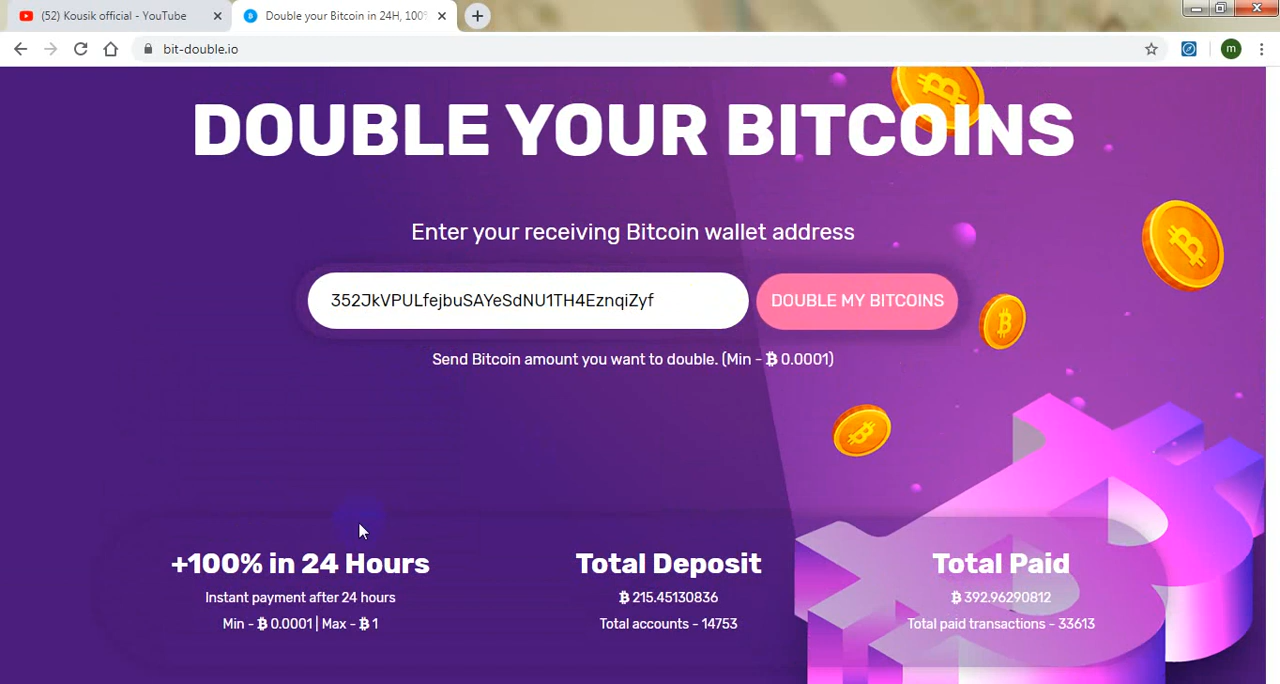 (52) Kousik official - YouTube
Double your Bitcoin in 24H, 100%
bit-double.io
m
DOUBLE YOUR BITCOINS
Enter your receiving Bitcoin wallet address
352JkVPULfejbuSAYeSdNU1TH4EznqiZyf
DOUBLE MY BITCOINS
Send Bitcoin amount you want to double. (Min - ₿ 0.0001)
+100% in 24 Hours
Instant payment after 24 hours
Min - ₿ 0.0001 | Max - ₿ 1
Total Deposit
₿ 215.45130836
Total accounts - 14753
Total Paid
₿ 392.96290812
Total paid transactions - 33613